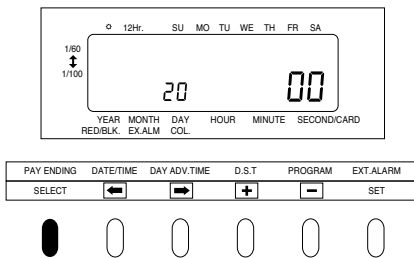 ☼ 12Hr. SU MO TU WE TH FR SA
1/60
↕
1/100
20 00
YEAR MONTH DAY HOUR MINUTE SECOND/CARD
RED/BLK. EX.ALM COL.
PAY ENDING DATE/TIME DAY ADV.TIME D.S.T PROGRAM EXT.ALARM
SELECT ← → + − SET